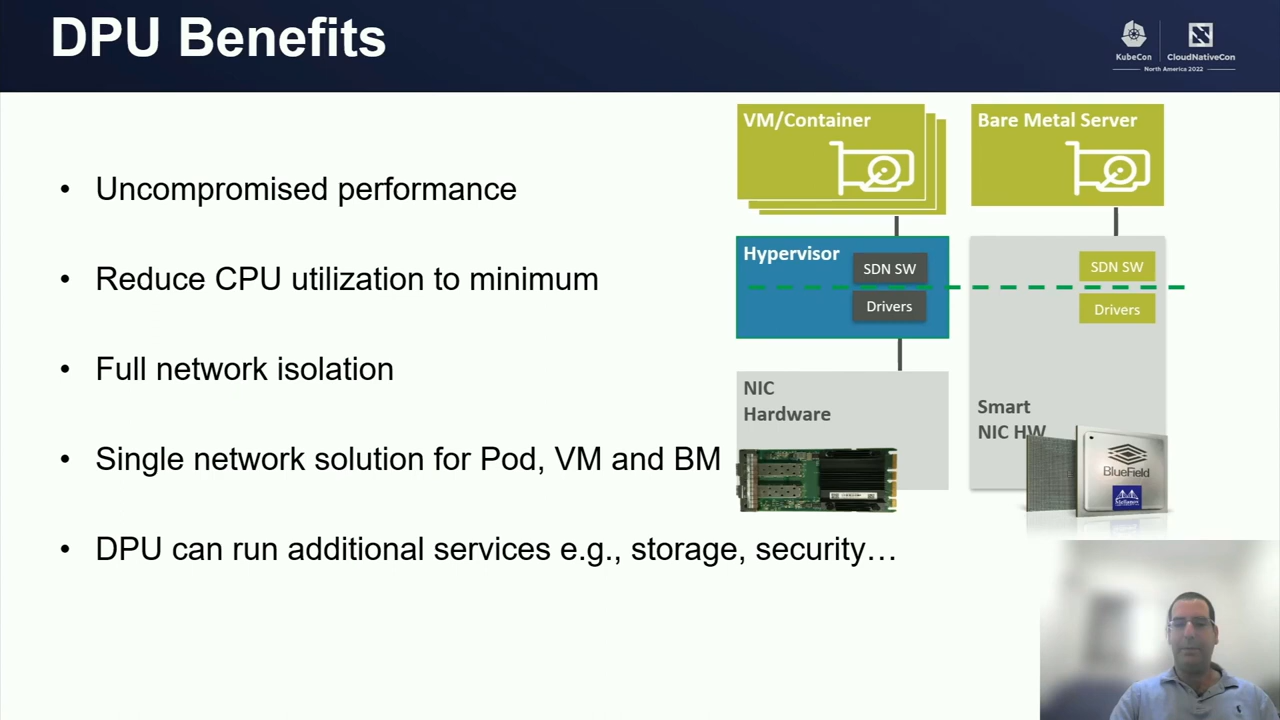 DPU Benefits
KubeCon
CloudNativeCon
North America 2022
• Uncompromised performance
• Reduce CPU utilization to minimum
• Full network isolation
• Single network solution for Pod, VM and BM
• DPU can run additional services e.g., storage, security…
VM/Container
Bare Metal Server
Hypervisor
SDN SW
Drivers
SDN SW
Drivers
NIC
Hardware
Smart
NIC HW
BlueField
Mellanox